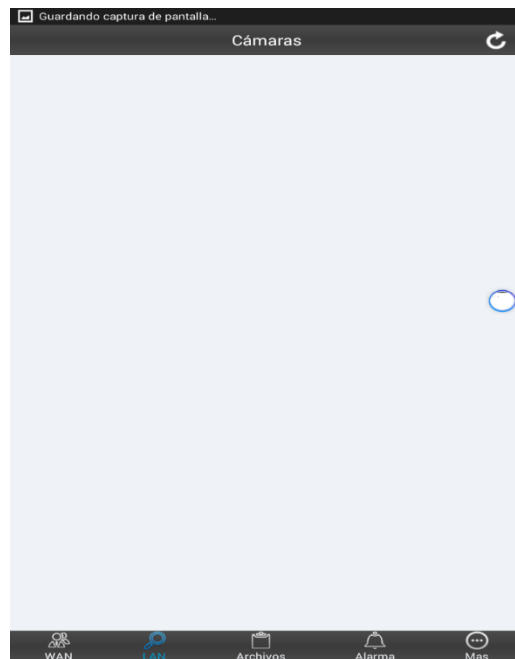 Guardando captura de pantalla...
Cámaras
WAN
LAN
Archivos
Alarma
Mas